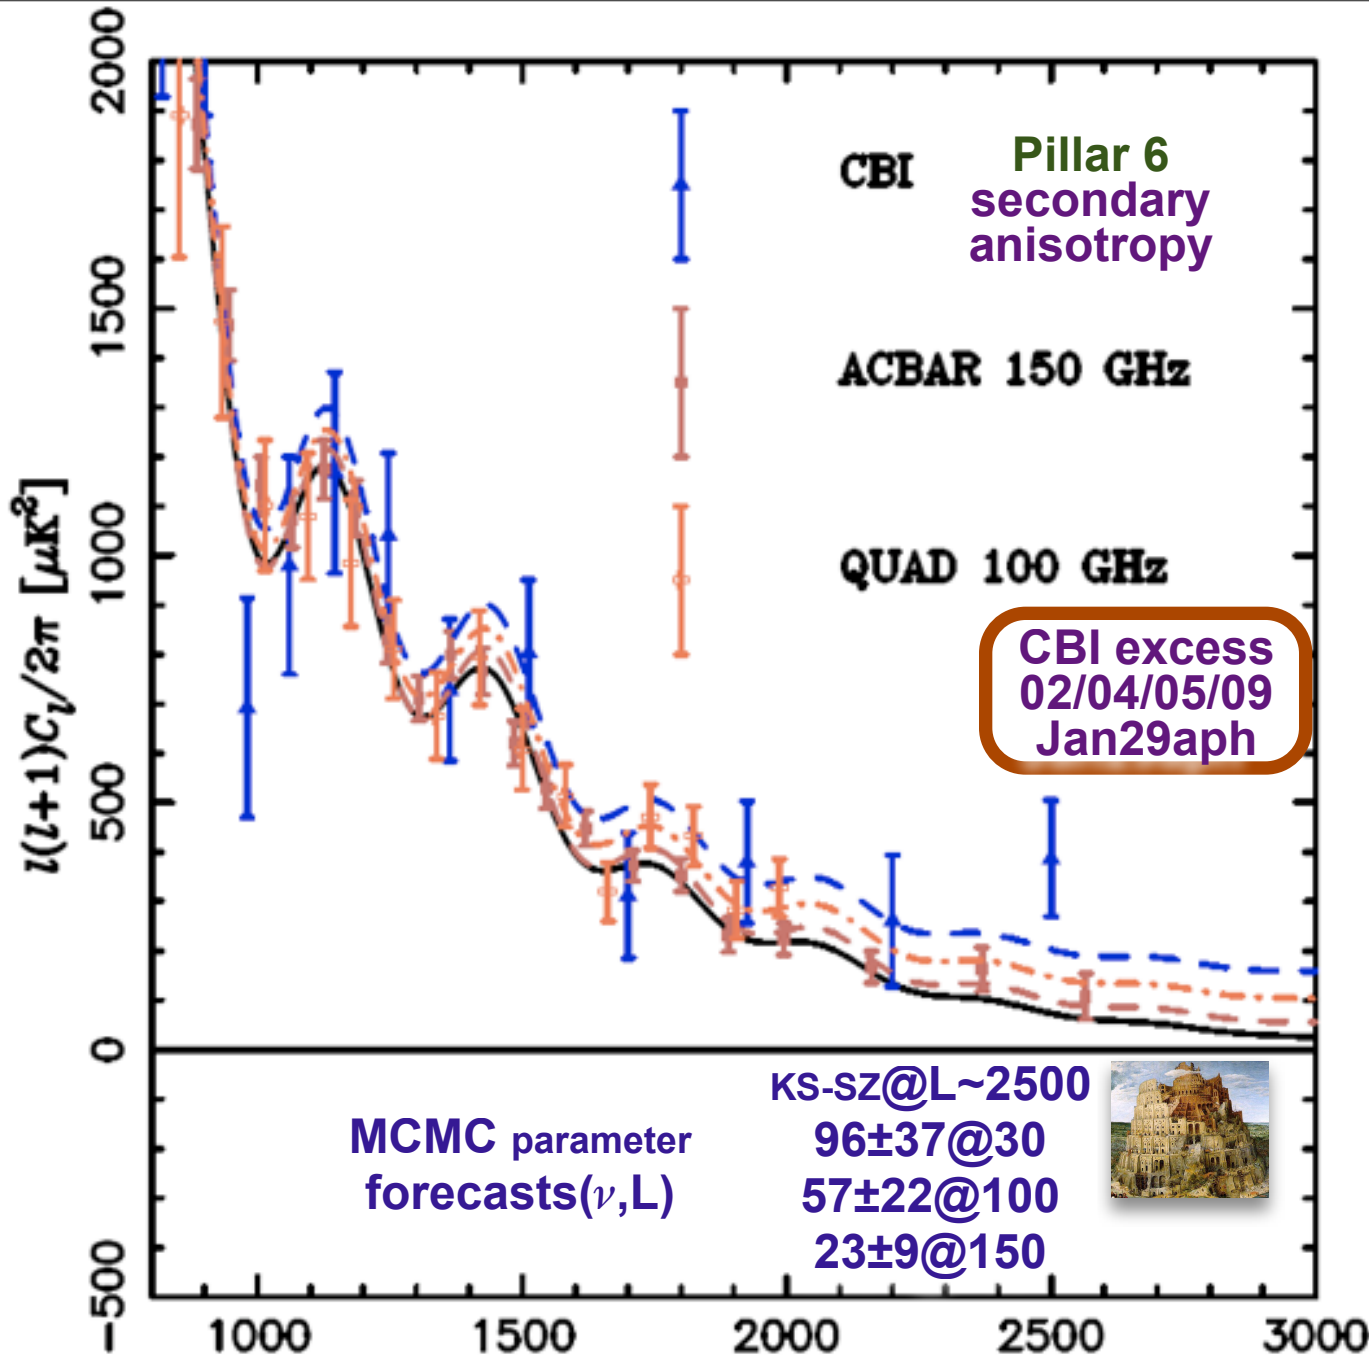 2000
1500
1000
500
0
-500
l(l+1)C_l/2π [μK²]
CBI
Pillar 6
secondary
anisotropy
ACBAR 150 GHz
QUAD 100 GHz
CBI excess
02/04/05/09
Jan29aph
MCMC parameter
forecasts(ν,L)
KS-SZ@L~2500
96±37@30
57±22@100
23±9@150
1000 1500 2000 2500 3000